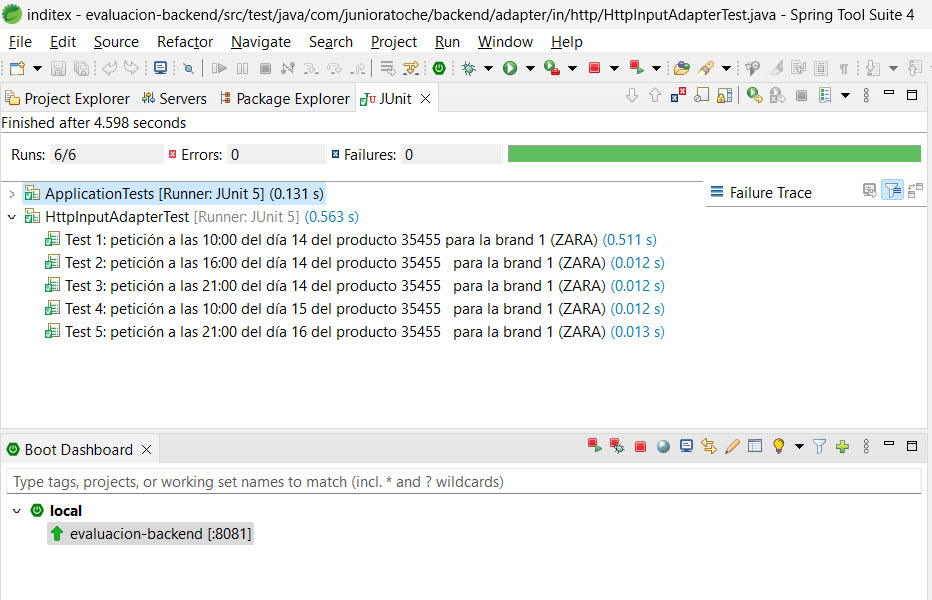 inditex - evaluacion-backend/src/test/java/com/junioratoche/backend/adapter/in/http/HttpInputAdapterTest.java - Spring Tool Suite 4
File Edit Source Refactor Navigate Search Project Run Window Help
Project Explorer Servers Package Explorer JUnit
Finished after 4.598 seconds
Runs: 6/6 Errors: 0 Failures: 0
ApplicationTests [Runner: JUnit 5] (0.131 s)
Failure Trace
HttpInputAdapterTest [Runner: JUnit 5] (0.563 s)
Test 1: petición a las 10:00 del día 14 del producto 35455 para la brand 1 (ZARA) (0.511 s)
Test 2: petición a las 16:00 del día 14 del producto 35455 para la brand 1 (ZARA) (0.012 s)
Test 3: petición a las 21:00 del día 14 del producto 35455 para la brand 1 (ZARA) (0.012 s)
Test 4: petición a las 10:00 del día 15 del producto 35455 para la brand 1 (ZARA) (0.012 s)
Test 5: petición a las 21:00 del día 16 del producto 35455 para la brand 1 (ZARA) (0.013 s)
Boot Dashboard
Type tags, projects, or working set names to match (incl. * and ? wildcards)
local
evaluacion-backend [:8081]